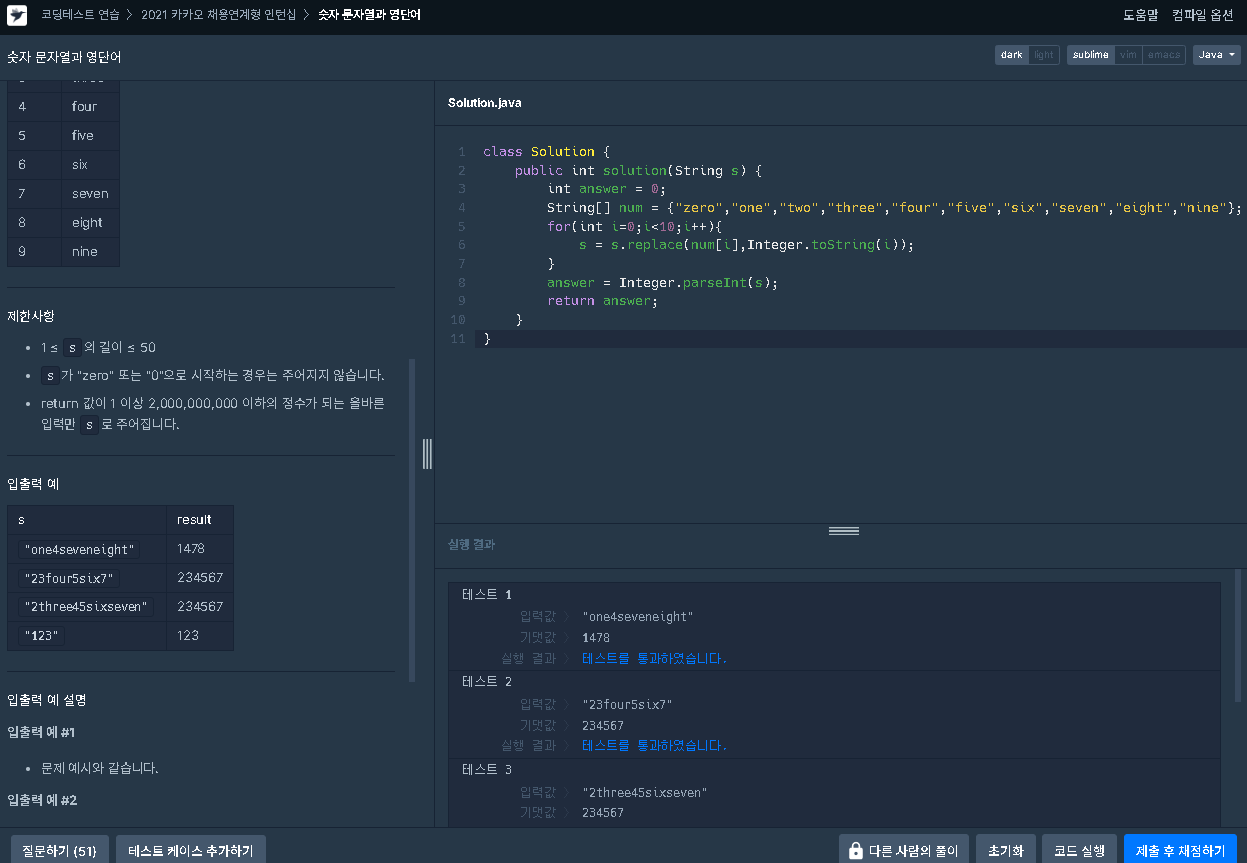 코딩테스트 연습 〉 2021 카카오 채용연계형 인턴십 〉 숫자 문자열과 영단어
도움말 컴파일 옵션
숫자 문자열과 영단어
dark light sublime vim emacs Java
three
4 four
5 five
6 six
7 seven
8 eight
9 nine
제한사항
• 1 ≤ s 의 길이 ≤ 50
• s 가 "zero" 또는 "0"으로 시작하는 경우는 주어지지 않습니다.
• return 값이 1 이상 2,000,000,000 이하의 정수가 되는 올바른
입력만 s 로 주어집니다.
입출력 예
s result
"one4seveneight" 1478
"23four5six7" 234567
"2three45sixseven" 234567
"123" 123
입출력 예 설명
입출력 예 #1
• 문제 예시와 같습니다.
입출력 예 #2
Solution.java
1 class Solution {
2     public int solution(String s) {
3         int answer = 0;
4         String[] num = {"zero","one","two","three","four","five","six","seven","eight","nine"};
5         for(int i=0;i<10;i++){
6             s = s.replace(num[i],Integer.toString(i));
7         }
8         answer = Integer.parseInt(s);
9         return answer;
10     }
11 }
실행 결과
테스트 1
입력값 〉 "one4seveneight"
기댓값 〉 1478
실행 결과 〉 테스트를 통과하였습니다.
테스트 2
입력값 〉 "23four5six7"
기댓값 〉 234567
실행 결과 〉 테스트를 통과하였습니다.
테스트 3
입력값 〉 "2three45sixseven"
기댓값 〉 234567
질문하기 (51) 테스트 케이스 추가하기
다른 사람의 풀이 초기화 코드 실행 제출 후 채점하기